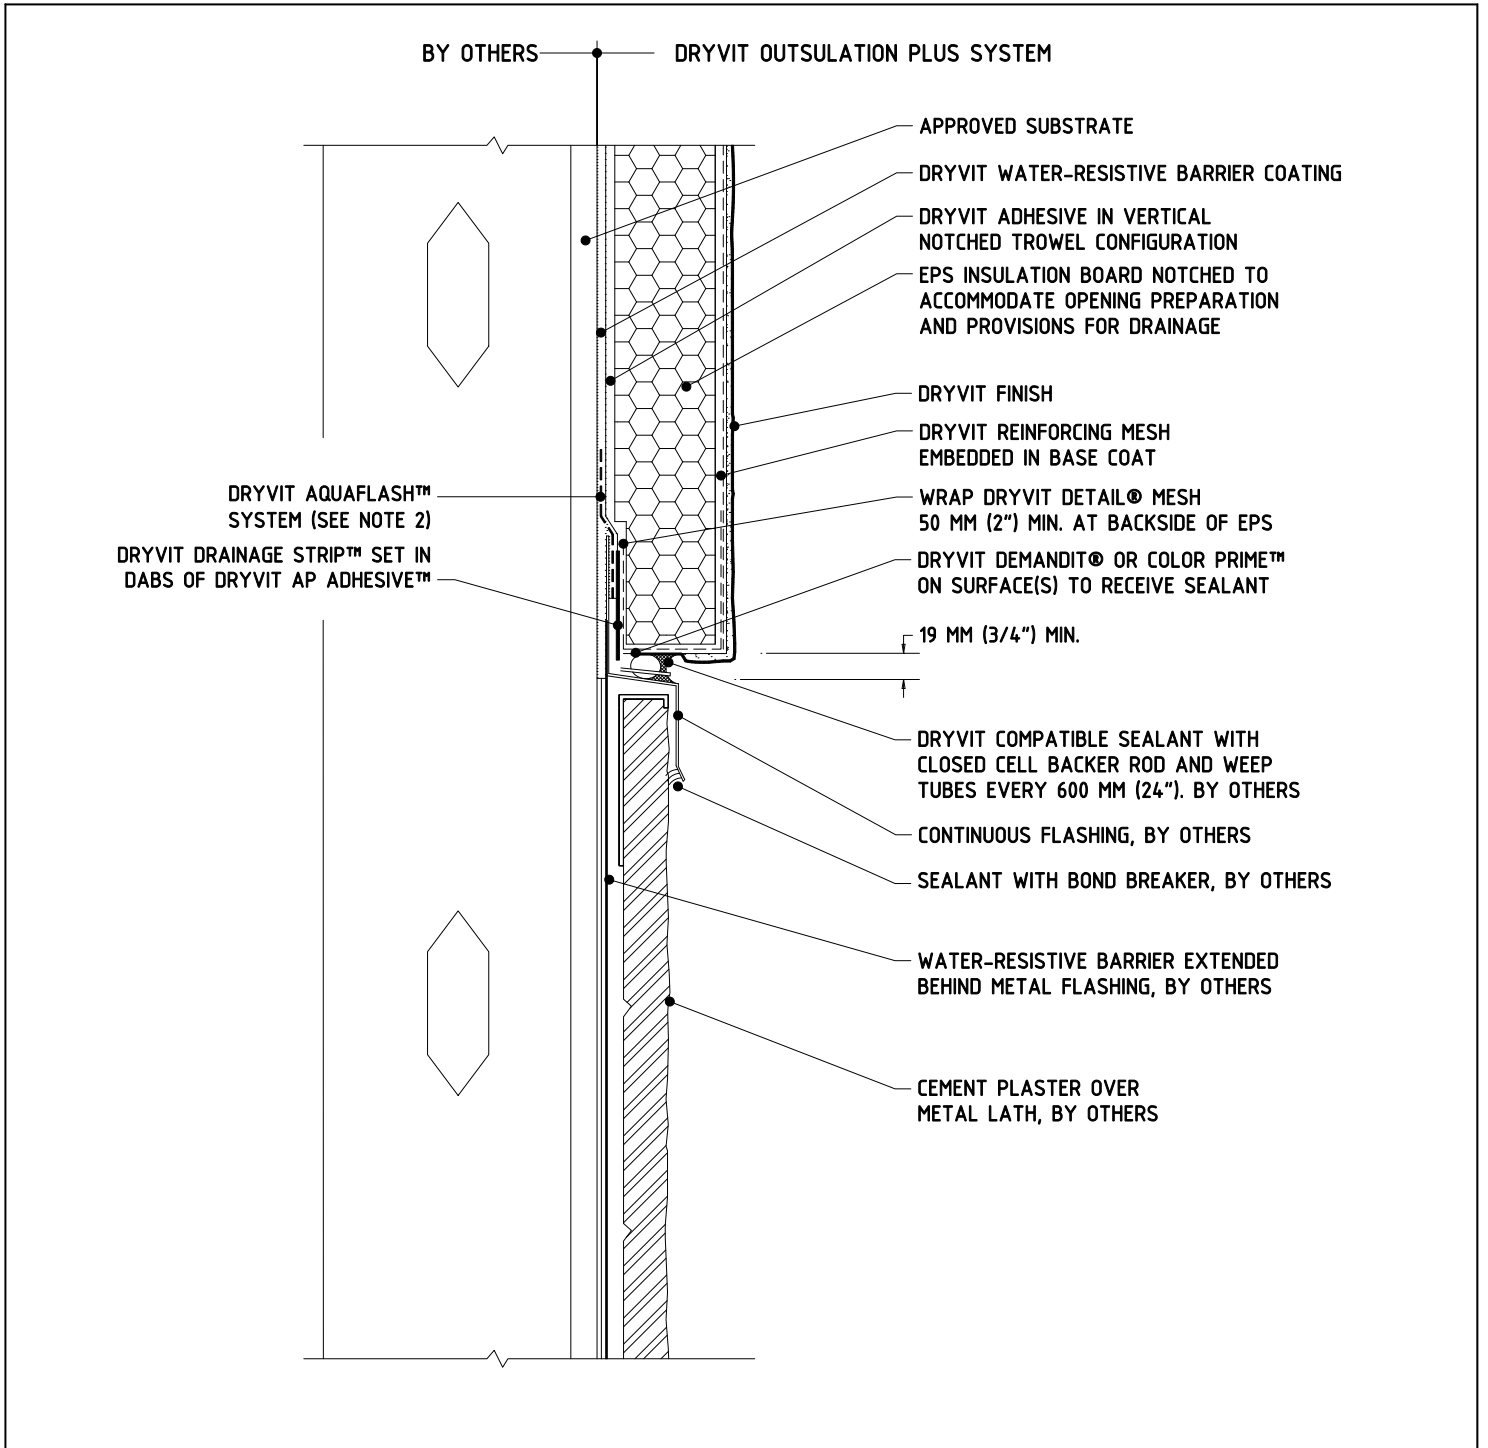 BY OTHERS
DRYVIT OUTSULATION PLUS SYSTEM
APPROVED SUBSTRATE
DRYVIT WATER-RESISTIVE BARRIER COATING
DRYVIT ADHESIVE IN VERTICAL
NOTCHED TROWEL CONFIGURATION
EPS INSULATION BOARD NOTCHED TO
ACCOMMODATE OPENING PREPARATION
AND PROVISIONS FOR DRAINAGE
DRYVIT FINISH
DRYVIT REINFORCING MESH
EMBEDDED IN BASE COAT
DRYVIT AQUAFLASH™
SYSTEM (SEE NOTE 2)
WRAP DRYVIT DETAIL® MESH
50 MM (2") MIN. AT BACKSIDE OF EPS
DRYVIT DRAINAGE STRIP™ SET IN
DABS OF DRYVIT AP ADHESIVE™
DRYVIT DEMANDIT® OR COLOR PRIME™
ON SURFACE(S) TO RECEIVE SEALANT
19 MM (3/4") MIN.
DRYVIT COMPATIBLE SEALANT WITH
CLOSED CELL BACKER ROD AND WEEP
TUBES EVERY 600 MM (24"). BY OTHERS
CONTINUOUS FLASHING, BY OTHERS
SEALANT WITH BOND BREAKER, BY OTHERS
WATER-RESISTIVE BARRIER EXTENDED
BEHIND METAL FLASHING, BY OTHERS
CEMENT PLASTER OVER
METAL LATH, BY OTHERS